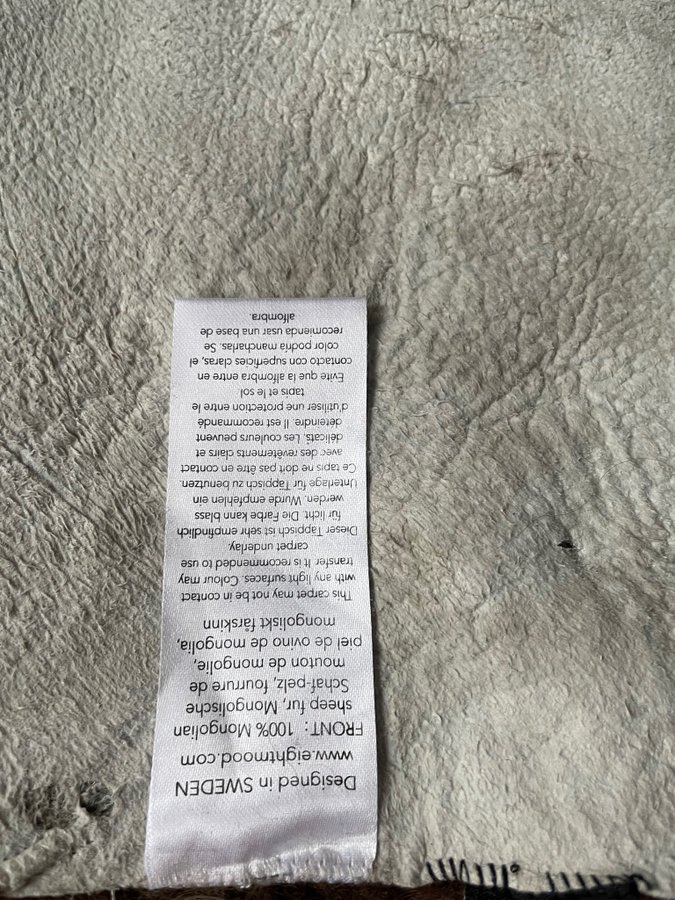 Designed in SWEDEN
www.eightmood.com
FRONT: 100% Mongolian
sheep fur, Mongolische
Schaf-pelz, fourrure de
mouton de mongolie,
piel de ovino de mongolia,
mongoliskt fårskinn
This carpet may not be in contact
with any light surfaces. Colour may
transfer is It is recommended to use
carpet underlay.
Dieser Tappisch ist sehr empfindlich
für licht. Die Farbe kann blass
werden. Wurde empfehlen ein
Unterlage für Tappisch zu benutzen.
Ce tapis ne doit pas être en contact
avec des revêtements et clairs et
délicats. Les couleurs peuvent
déteindre. Il est recommandé
d'utiliser une protection entre le
tapis et le sol
Evite que la alfombra entre en
contacto con superficies claras, el
color podría mancharlas. Se
recomienda usar una base de
alfombra.